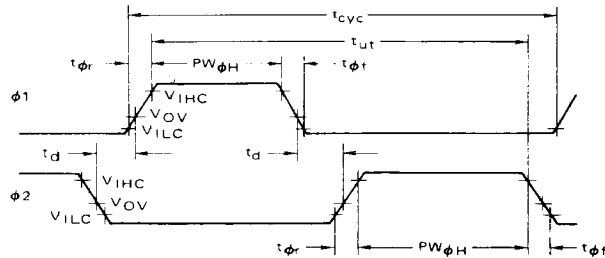 tcyc
tut
tϕr PWϕH tϕf
ϕ1
VIHC
VOV
VILC
td td
ϕ2
VIHC
VOV
VILC
tϕr PWϕH tϕf